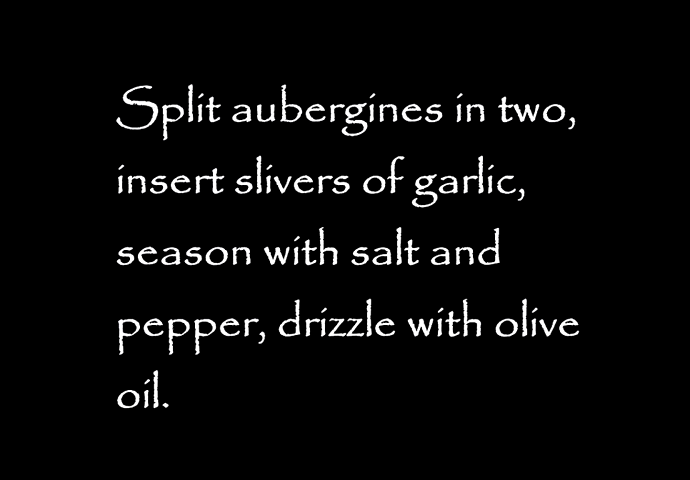 Split aubergines in two,
insert slivers of garlic,
season with salt and
pepper, drizzle with olive
oil.